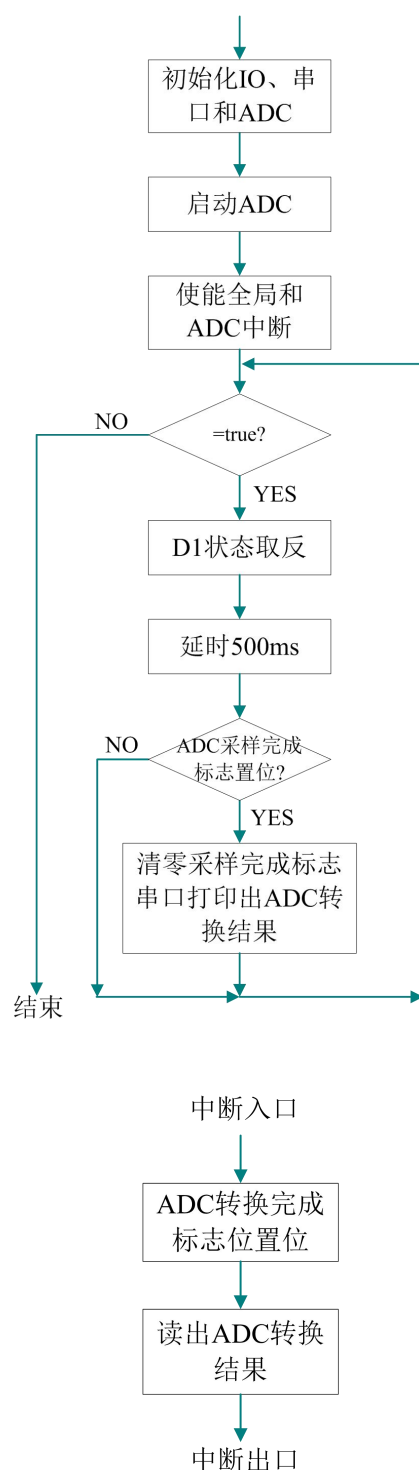 初始化IO、串
口和ADC
启动ADC
使能全局和
ADC中断
NO
=true?
YES
D1状态取反
延时500ms
NO
ADC采样完成
标志置位?
YES
清零采样完成标志
串口打印出ADC转
换结果
结束
中断入口
ADC转换完成
标志位置位
读出ADC转换
结果
中断出口